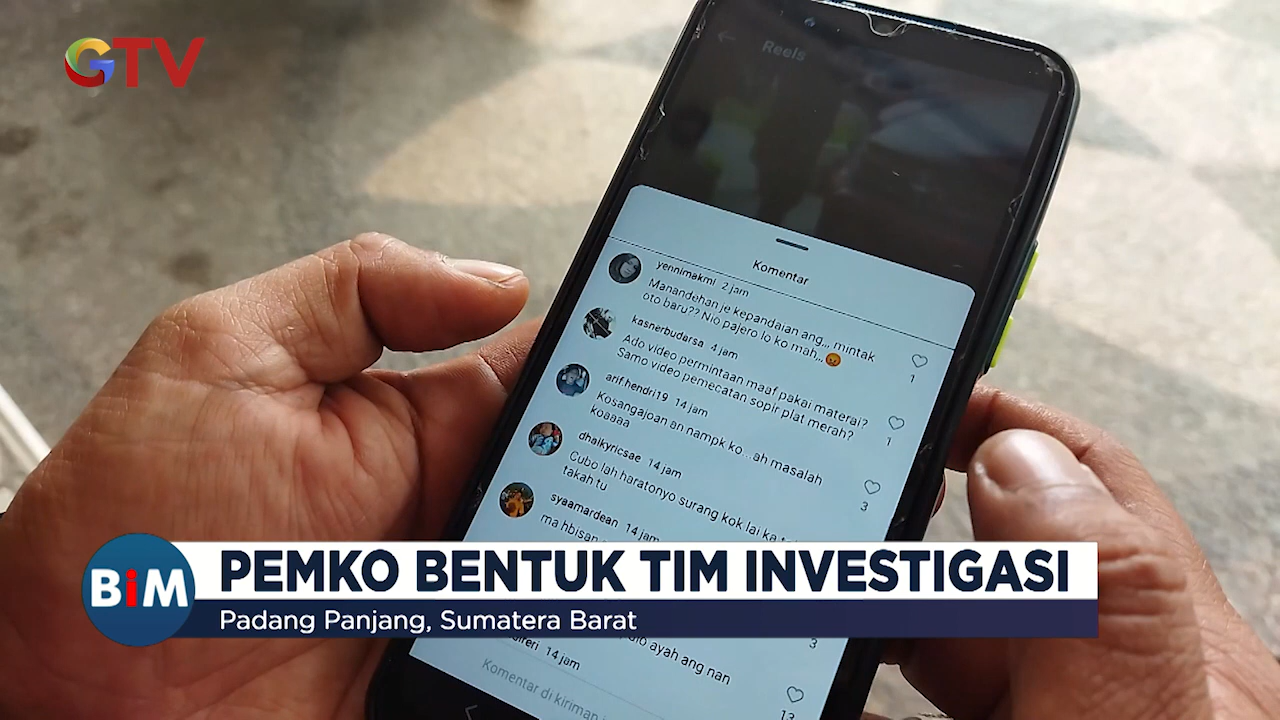 GTV
Reels
Komentar
yennimakmi 2 jam
Manandehan je kepandaian ang,,, mintak
oto baru?? Nio pajero lo ko mah,,😡
1
kasnerbudarsa 4 jam
Ado video permintaan maaf pakai materai?
Samo video pemecatan sopir plat merah?
1
arif.hendri19 14 jam
Kosangajoan an nampk ko...ah masalah
koaaaa
3
dhalkyricsae 14 jam
Cubo lah haratonyo surang kok lai ka
takah tu
syaamardean 14 jam
ma hbisan
BiM
PEMKO BENTUK TIM INVESTIGASI
Padang Panjang, Sumatera Barat
ayah ang nan
3
14 jam
13
Komentar di kiriman